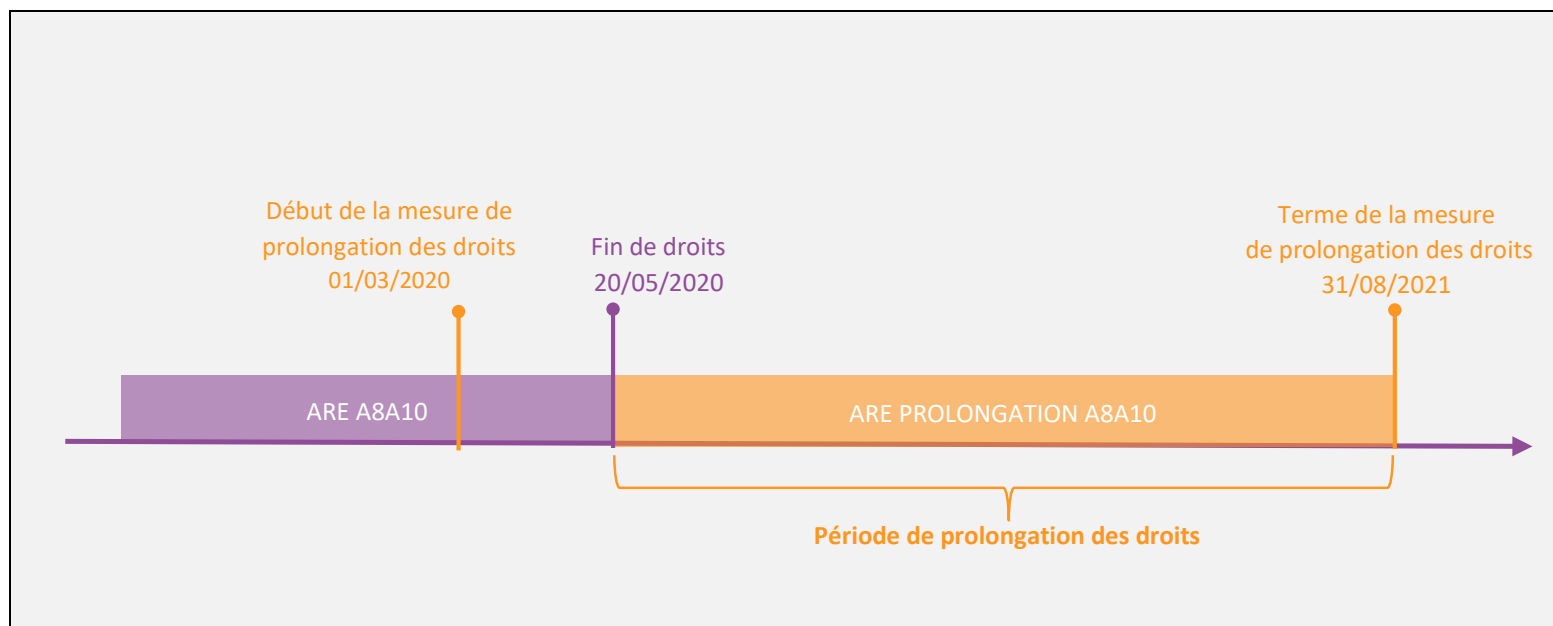 Début de la mesure de
prolongation des droits
01/03/2020
Fin de droits
20/05/2020
Terme de la mesure
de prolongation des droits
31/08/2021
ARE A8A10
ARE PROLONGATION A8A10
Période de prolongation des droits